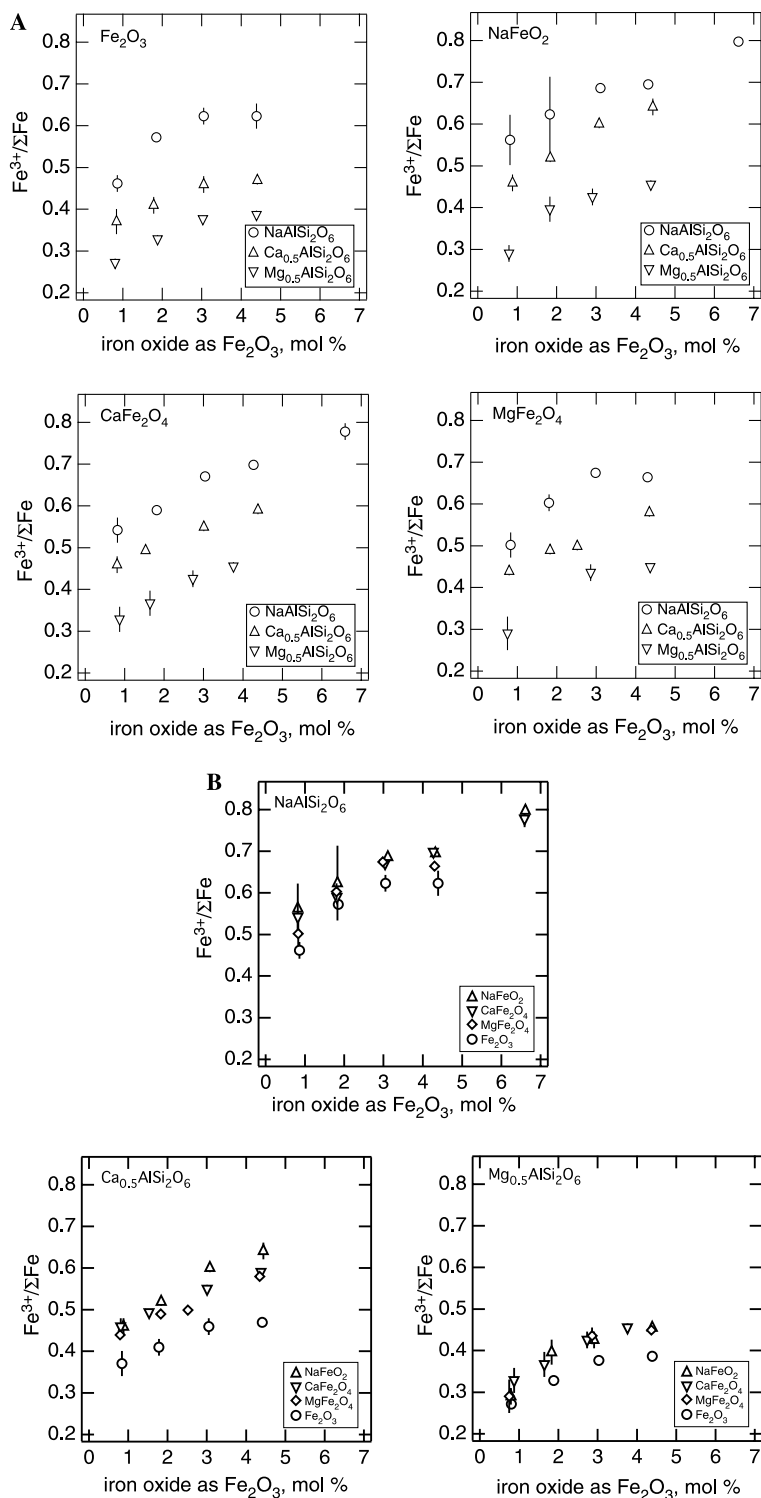 A
Fe₂O₃
0.8
0.7
0.6
0.5
0.4
0.3
0.2
Fe³⁺/ΣFe
NaAlSi₂O₆
Ca₀.₅AlSi₂O₆
Mg₀.₅AlSi₂O₆
0 1 2 3 4 5 6 7
iron oxide as Fe₂O₃, mol %
NaFeO₂
0.8
0.7
0.6
0.5
0.4
0.3
0.2
Fe³⁺/ΣFe
NaAlSi₂O₆
Ca₀.₅AlSi₂O₆
Mg₀.₅AlSi₂O₆
0 1 2 3 4 5 6 7
iron oxide as Fe₂O₃, mol %
CaFe₂O₄
0.8
0.7
0.6
0.5
0.4
0.3
0.2
Fe³⁺/ΣFe
NaAlSi₂O₆
Ca₀.₅AlSi₂O₆
Mg₀.₅AlSi₂O₆
0 1 2 3 4 5 6 7
iron oxide as Fe₂O₃, mol %
MgFe₂O₄
0.8
0.7
0.6
0.5
0.4
0.3
0.2
Fe³⁺/ΣFe
NaAlSi₂O₆
Ca₀.₅AlSi₂O₆
Mg₀.₅AlSi₂O₆
0 1 2 3 4 5 6 7
iron oxide as Fe₂O₃, mol %
B
NaAlSi₂O₆
0.8
0.7
0.6
0.5
0.4
0.3
0.2
Fe³⁺/ΣFe
NaFeO₂
CaFe₂O₄
MgFe₂O₄
Fe₂O₃
0 1 2 3 4 5 6 7
iron oxide as Fe₂O₃, mol %
Ca₀.₅AlSi₂O₆
0.8
0.7
0.6
0.5
0.4
0.3
0.2
Fe³⁺/ΣFe
NaFeO₂
CaFe₂O₄
MgFe₂O₄
Fe₂O₃
0 1 2 3 4 5 6 7
iron oxide as Fe₂O₃, mol %
Mg₀.₅AlSi₂O₆
0.8
0.7
0.6
0.5
0.4
0.3
0.2
Fe³⁺/ΣFe
NaFeO₂
CaFe₂O₄
MgFe₂O₄
Fe₂O₃
0 1 2 3 4 5 6 7
iron oxide as Fe₂O₃, mol %